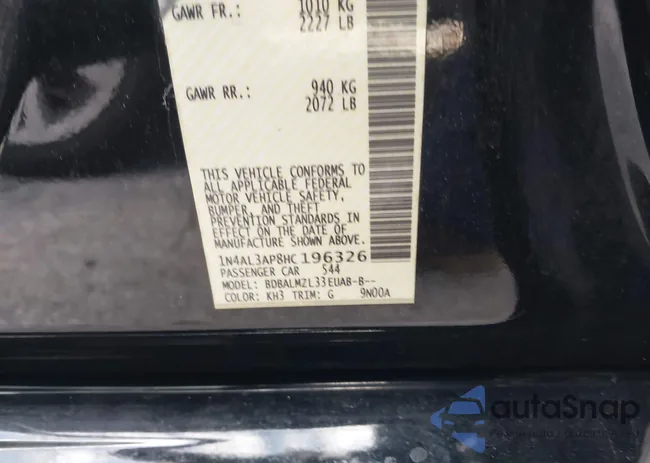 GAWR FR.: 1010 KG
2227 LB
GAWR RR.: 940 KG
2072 LB
THIS VEHICLE CONFORMS TO
ALL APPLICABLE FEDERAL
MOTOR VEHICLE SAFETY,
BUMPER, AND THEFT
PREVENTION STANDARDS IN
EFFECT ON THE DATE OF
MANUFACTURE SHOWN ABOVE.
1N4AL3AP8HC196326
PASSENGER CAR 544
MODEL: BDBALMZL33EUAB-B--
COLOR: KH3 TRIM: G 9N00A
autaSnap